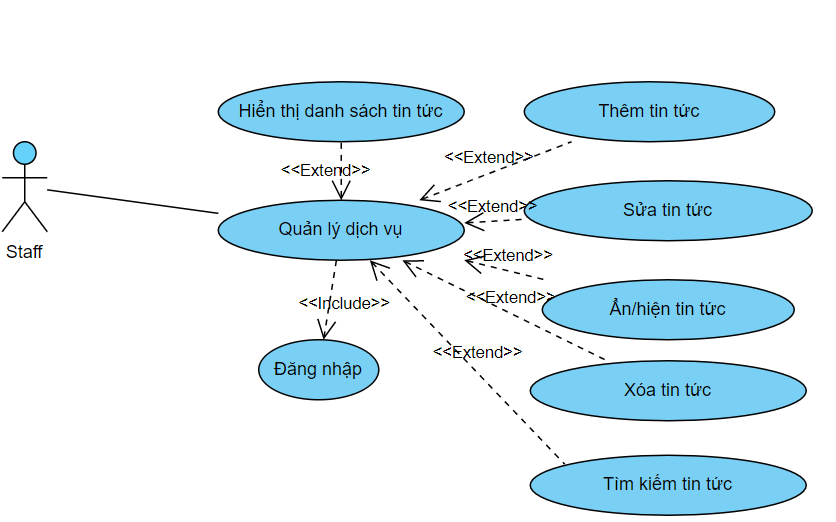 Hiển thị danh sách tin tức
Thêm tin tức
<<Extend>>
<<Extend>>
Staff
Quản lý dịch vụ
<<Extend>>
Sửa tin tức
<<Extend>>
<<Include>>
<<Extend>>
Ẩn/hiện tin tức
<<Extend>>
Đăng nhập
Xóa tin tức
Tìm kiếm tin tức